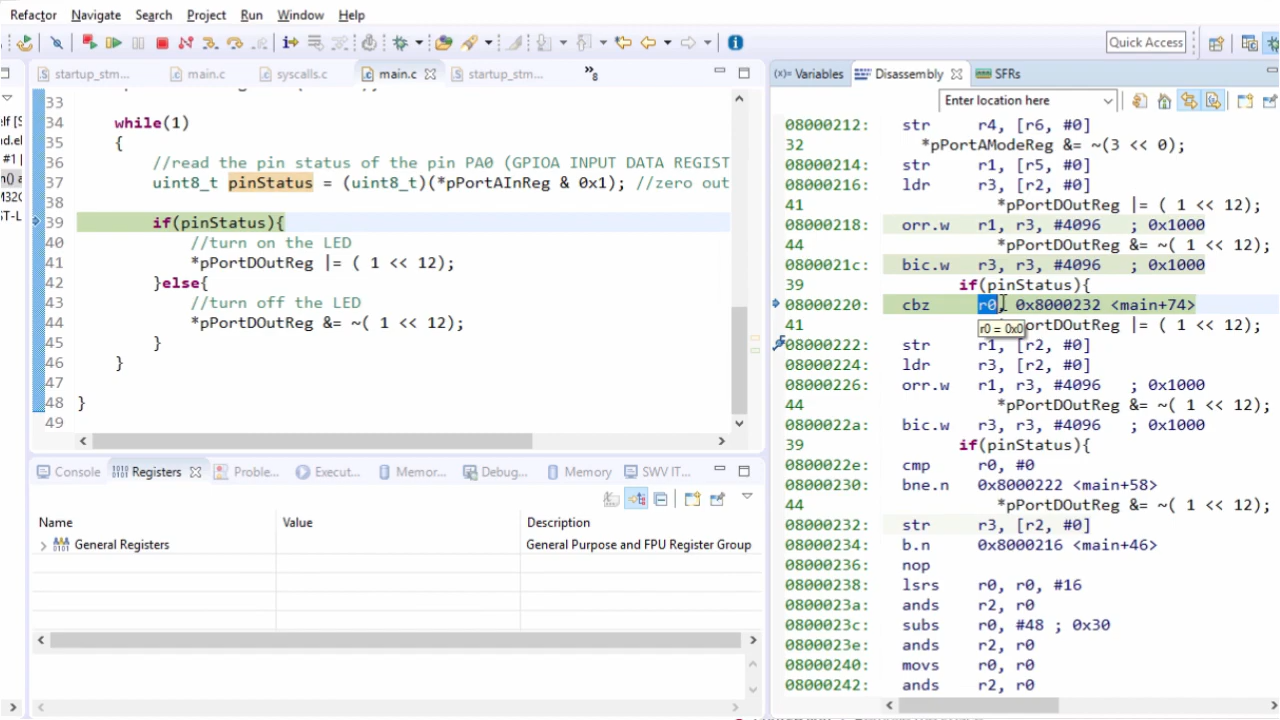 Refactor Navigate Search Project Run Window Help
Quick Access
startup_stm... main.c syscalls.c main.c startup_stm... »8
33
34 while(1)
35 {
36 //read the pin status of the pin PA0 (GPIOA INPUT DATA REGIST
37 uint8_t pinStatus = (uint8_t)(*pPortAInReg & 0x1); //zero out
38
39 if(pinStatus){
40 //turn on the LED
41 *pPortDOutReg |= ( 1 << 12);
42 }else{
43 //turn off the LED
44 *pPortDOutReg &= ~( 1 << 12);
45 }
46 }
47
48 }
49
elf [S
nd.el
#1 [
n() a
M32C
ST-L
Console Registers Proble... Execut... Memor... Debug... Memory SWV IT...
Name Value Description
General Registers General Purpose and FPU Register Group
(x)= Variables Disassembly SFRs
Enter location here
08000212: str r4, [r6, #0]
32 *pPortAModeReg &= ~(3 << 0);
08000214: str r1, [r5, #0]
08000216: ldr r3, [r2, #0]
41 *pPortDOutReg |= ( 1 << 12);
08000218: orr.w r1, r3, #4096 ; 0x1000
44 *pPortDOutReg &= ~( 1 << 12);
0800021c: bic.w r3, r3, #4096 ; 0x1000
39 if(pinStatus){
08000220: cbz r0, 0x8000232 <main+74>
41 ortDOutReg |= ( 1 << 12);
r0 = 0x0
08000222: str r1, [r2, #0]
08000224: ldr r3, [r2, #0]
08000226: orr.w r1, r3, #4096 ; 0x1000
44 *pPortDOutReg &= ~( 1 << 12);
0800022a: bic.w r3, r3, #4096 ; 0x1000
39 if(pinStatus){
0800022e: cmp r0, #0
08000230: bne.n 0x8000222 <main+58>
44 *pPortDOutReg &= ~( 1 << 12);
08000232: str r3, [r2, #0]
08000234: b.n 0x8000216 <main+46>
08000236: nop
08000238: lsrs r0, r0, #16
0800023a: ands r2, r0
0800023c: subs r0, #48 ; 0x30
0800023e: ands r2, r0
08000240: movs r0, r0
08000242: ands r2, r0